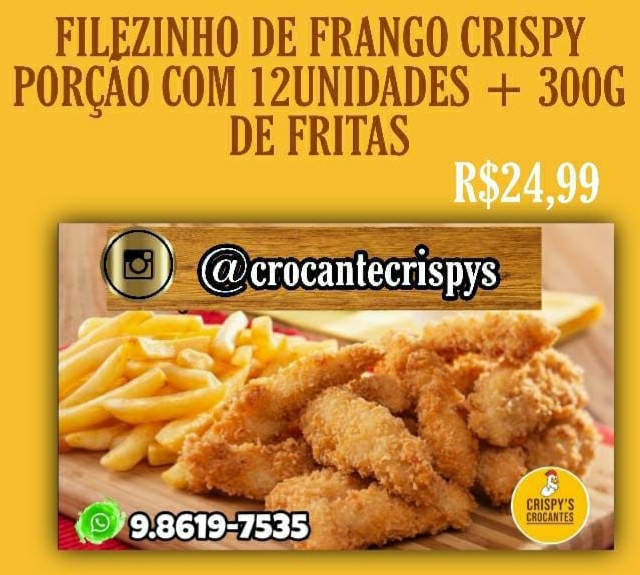 FILEZINHO DE FRANGO CRISPY
PORÇÃO COM 12UNIDADES + 300G
DE FRITAS
R$24,99
@crocantecrispys
9.8619-7535
CRISPY'S
CROCANTES